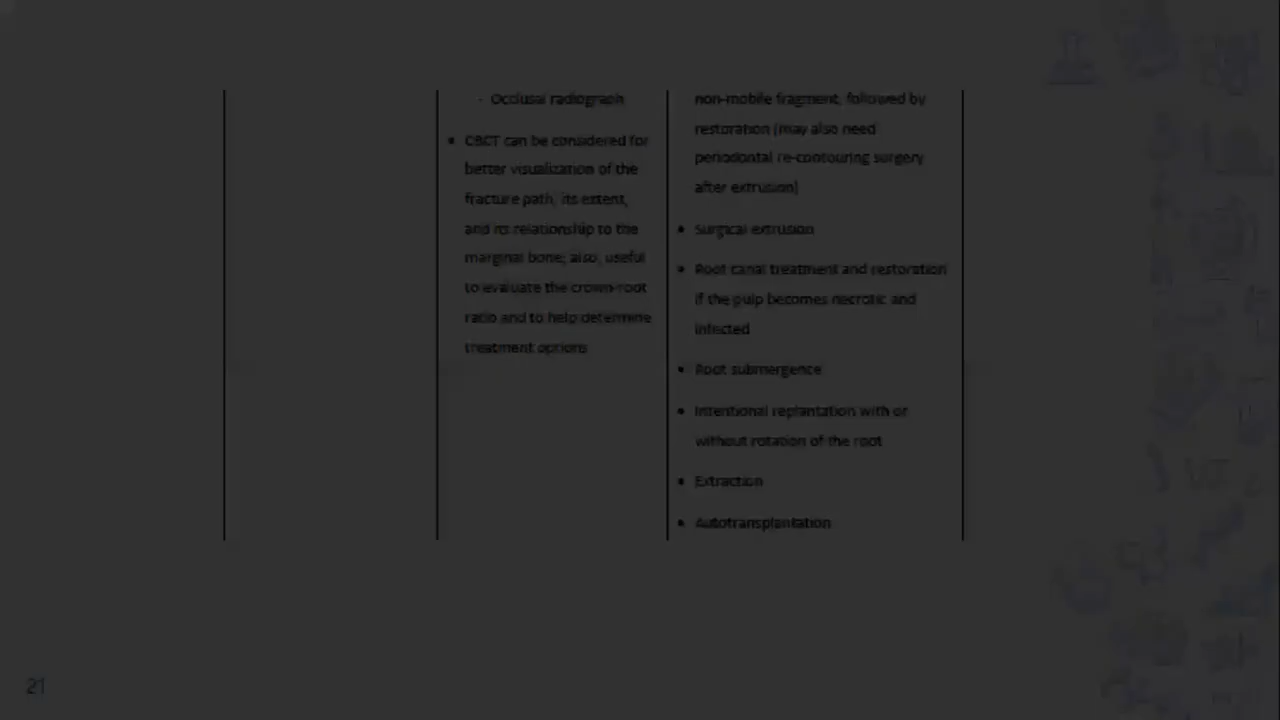 - Occlusal radiograph
• CBCT can be considered for
better visualization of the
fracture path, its extent,
and its relationship to the
marginal bone; also, useful
to evaluate the crown-root
ratio and to help determine
treatment options
non-mobile fragment, followed by
restoration (may also need
periodontal re-contouring surgery
after extrusion)
• Surgical extrusion
• Root canal treatment and restoration
if the pulp becomes necrotic and
infected
• Root submergence
• Intentional replantation with or
without rotation of the root
• Extraction
• Autotransplantation
21